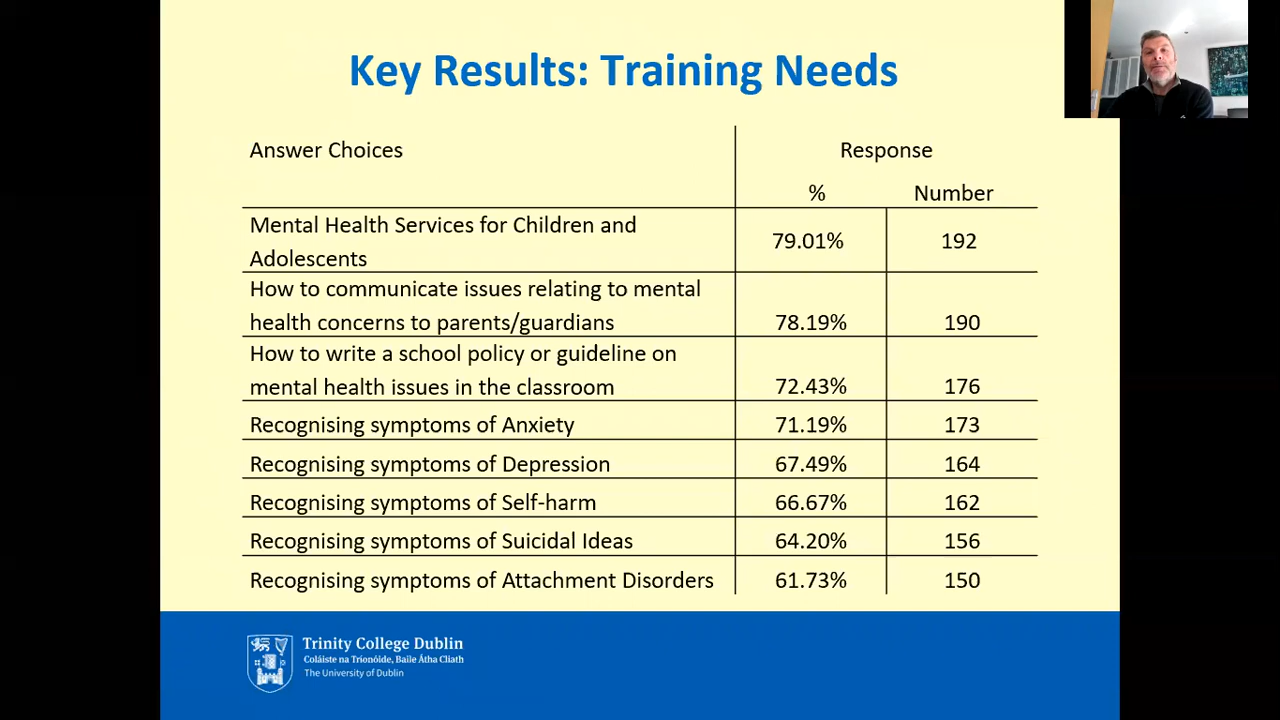 Key Results: Training Needs
Answer Choices
Response
%
Number
Mental Health Services for Children and
Adolescents
79.01%
192
How to communicate issues relating to mental
health concerns to parents/guardians
78.19%
190
How to write a school policy or guideline on
mental health issues in the classroom
72.43%
176
Recognising symptoms of Anxiety
71.19%
173
Recognising symptoms of Depression
67.49%
164
Recognising symptoms of Self-harm
66.67%
162
Recognising symptoms of Suicidal Ideas
64.20%
156
Recognising symptoms of Attachment Disorders
61.73%
150
Trinity College Dublin
Coláiste na Tríonóide, Baile Átha Cliath
The University of Dublin